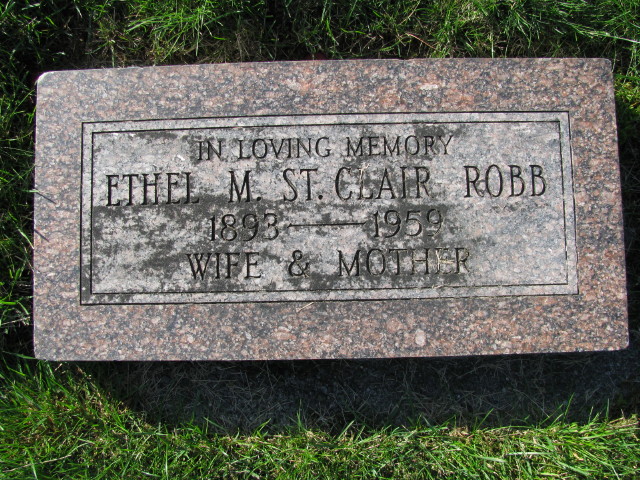 IN LOVING MEMORY
ETHEL M. ST. CLAIR ROBB
1893 — 1959
WIFE & MOTHER